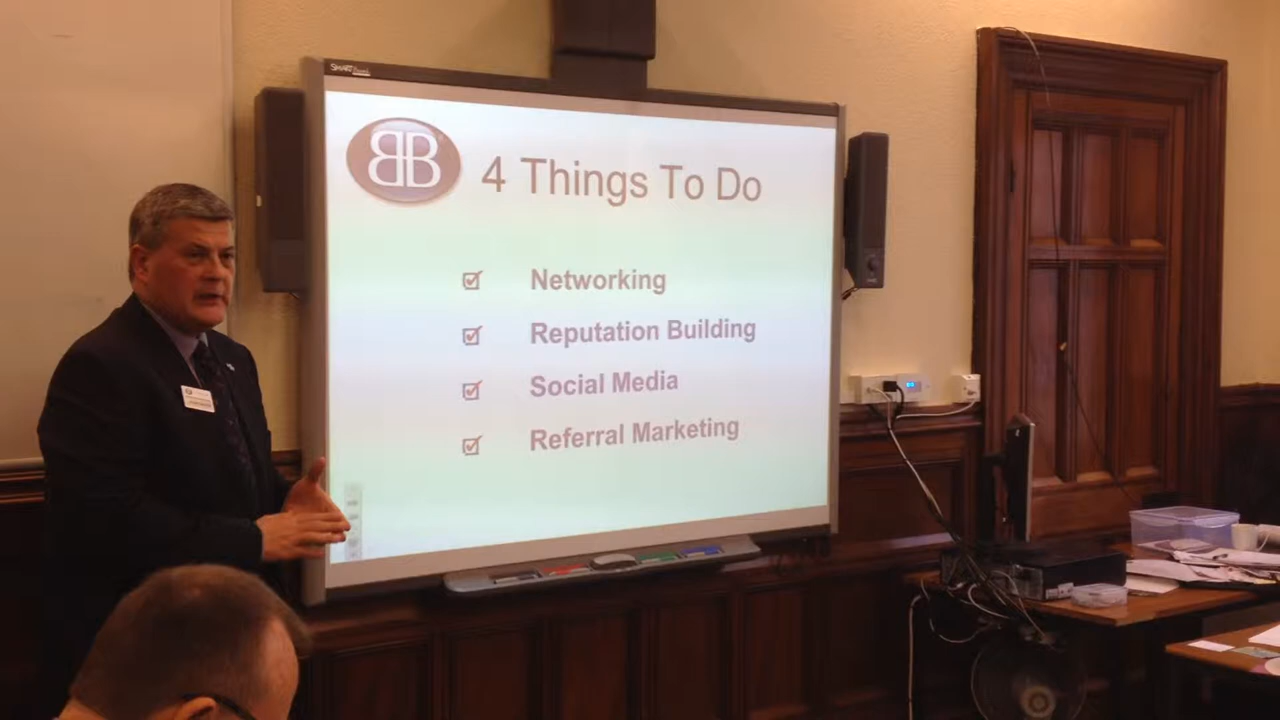 SMART
BB
4 Things To Do
Networking
Reputation Building
Social Media
Referral Marketing